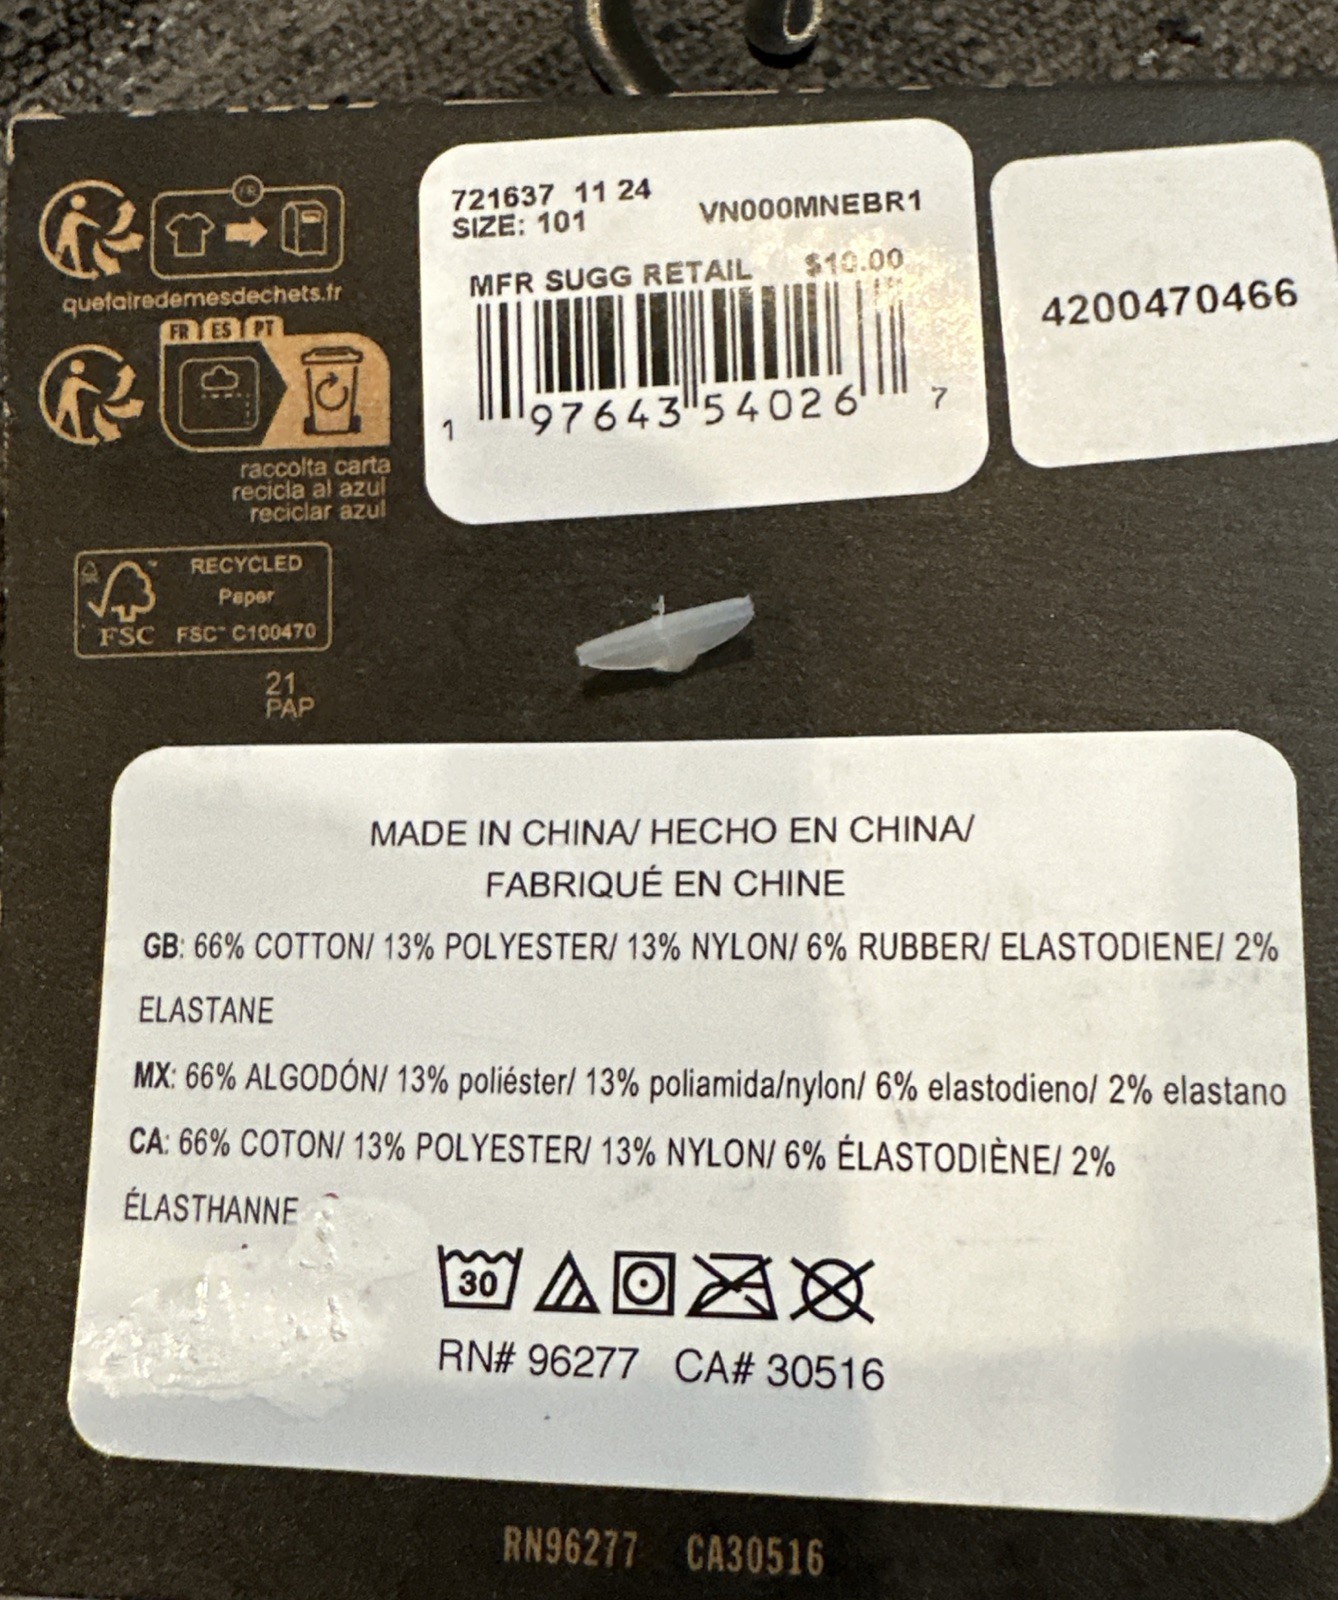 FR
quefairedemesdechets.fr
FR ES PT
raccolta carta
recicla al azul
reciclar azul
RECYCLED
Paper
FSC FSC™ C100470
21
PAP
721637 11 24
SIZE: 101
VN000MNEBR1
MFR SUGG RETAIL $10.00
1 97643 54026 7
4200470466
MADE IN CHINA/ HECHO EN CHINA/
FABRIQUÉ EN CHINE
GB: 66% COTTON/ 13% POLYESTER/ 13% NYLON/ 6% RUBBER/ ELASTODIENE/ 2%
ELASTANE
MX: 66% ALGODÓN/ 13% poliéster/ 13% poliamida/nylon/ 6% elastodieno/ 2% elastano
CA: 66% COTON/ 13% POLYESTER/ 13% NYLON/ 6% ÉLASTODIÈNE/ 2%
ÉLASTHANNE
30
RN# 96277 CA# 30516
RN96277 CA30516